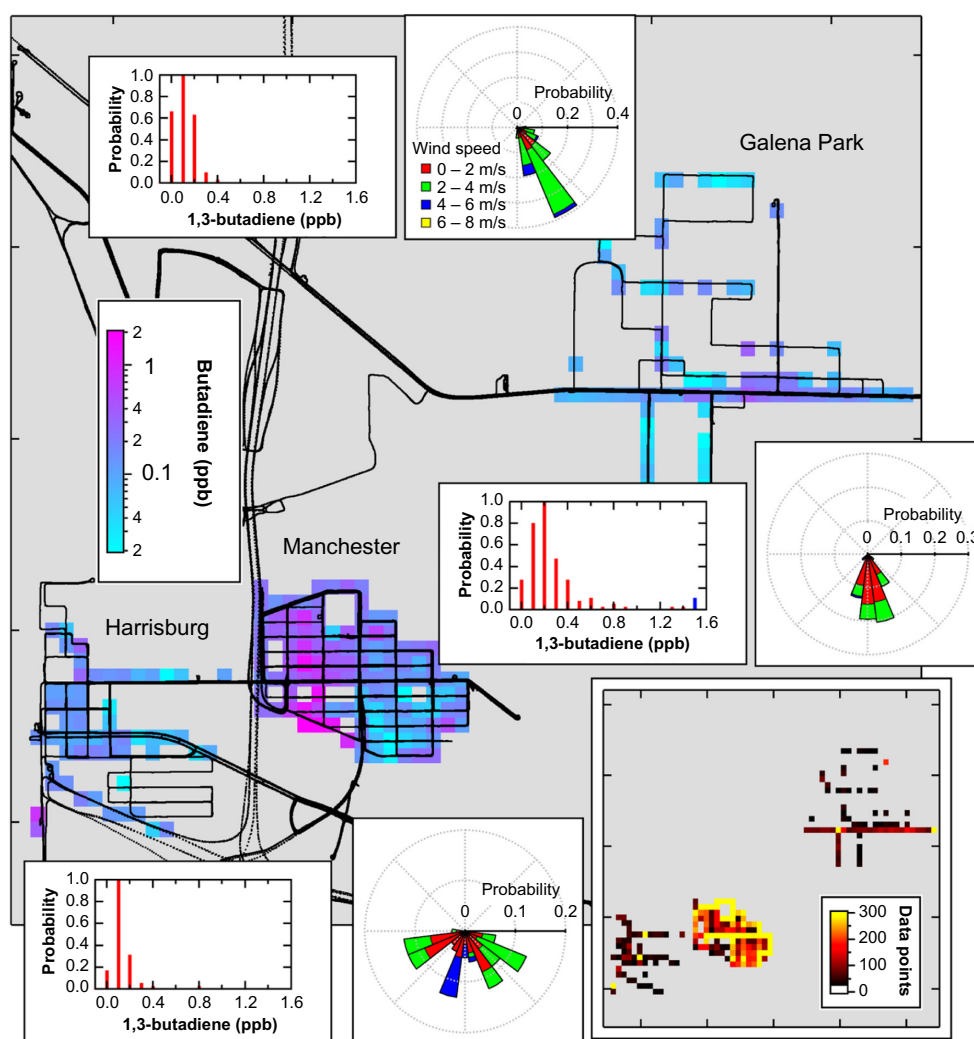 1.0
0.8
0.6
0.4
0.2
0.0
Probability
0.0 0.4 0.8 1.2 1.6
1,3-butadiene (ppb)
Probability
0 0.2 0.4
Wind speed
0 – 2 m/s
2 – 4 m/s
4 – 6 m/s
6 – 8 m/s
Galena Park
2
1
4
2
0.1
4
2
Butadiene (ppb)
Manchester
Harrisburg
1.0
0.8
0.6
0.4
0.2
0.0
Probability
0.0 0.4 0.8 1.2 1.6
1,3-butadiene (ppb)
Probability
0 0.1 0.2 0.3
1.0
0.8
0.6
0.4
0.2
0.0
Probability
0.0 0.4 0.8 1.2 1.6
1,3-butadiene (ppb)
Probability
0 0.1 0.2
300
200
100
0
Data points